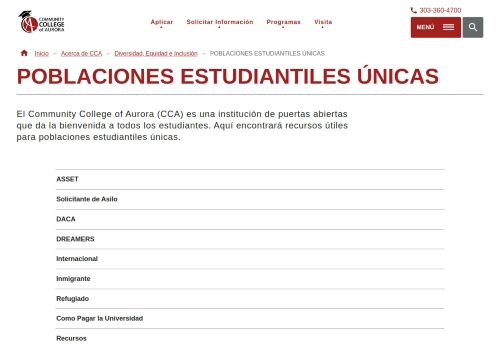 COMMUNITY
COLLEGE
of AURORA
Aplicar
Solicitar Información
Programas
Visita
303-360-4700
MENÚ
Inicio – Acerca de CCA – Diversidad, Equidad e Inclusión – POBLACIONES ESTUDIANTILES ÚNICAS
POBLACIONES ESTUDIANTILES ÚNICAS
El Community College of Aurora (CCA) es una institución de puertas abiertas
que da la bienvenida a todos los estudiantes. Aquí encontrará recursos útiles
para poblaciones estudiantiles únicas.
ASSET
Solicitante de Asilo
DACA
DREAMERS
Internacional
Inmigrante
Refugiado
Como Pagar la Universidad
Recursos